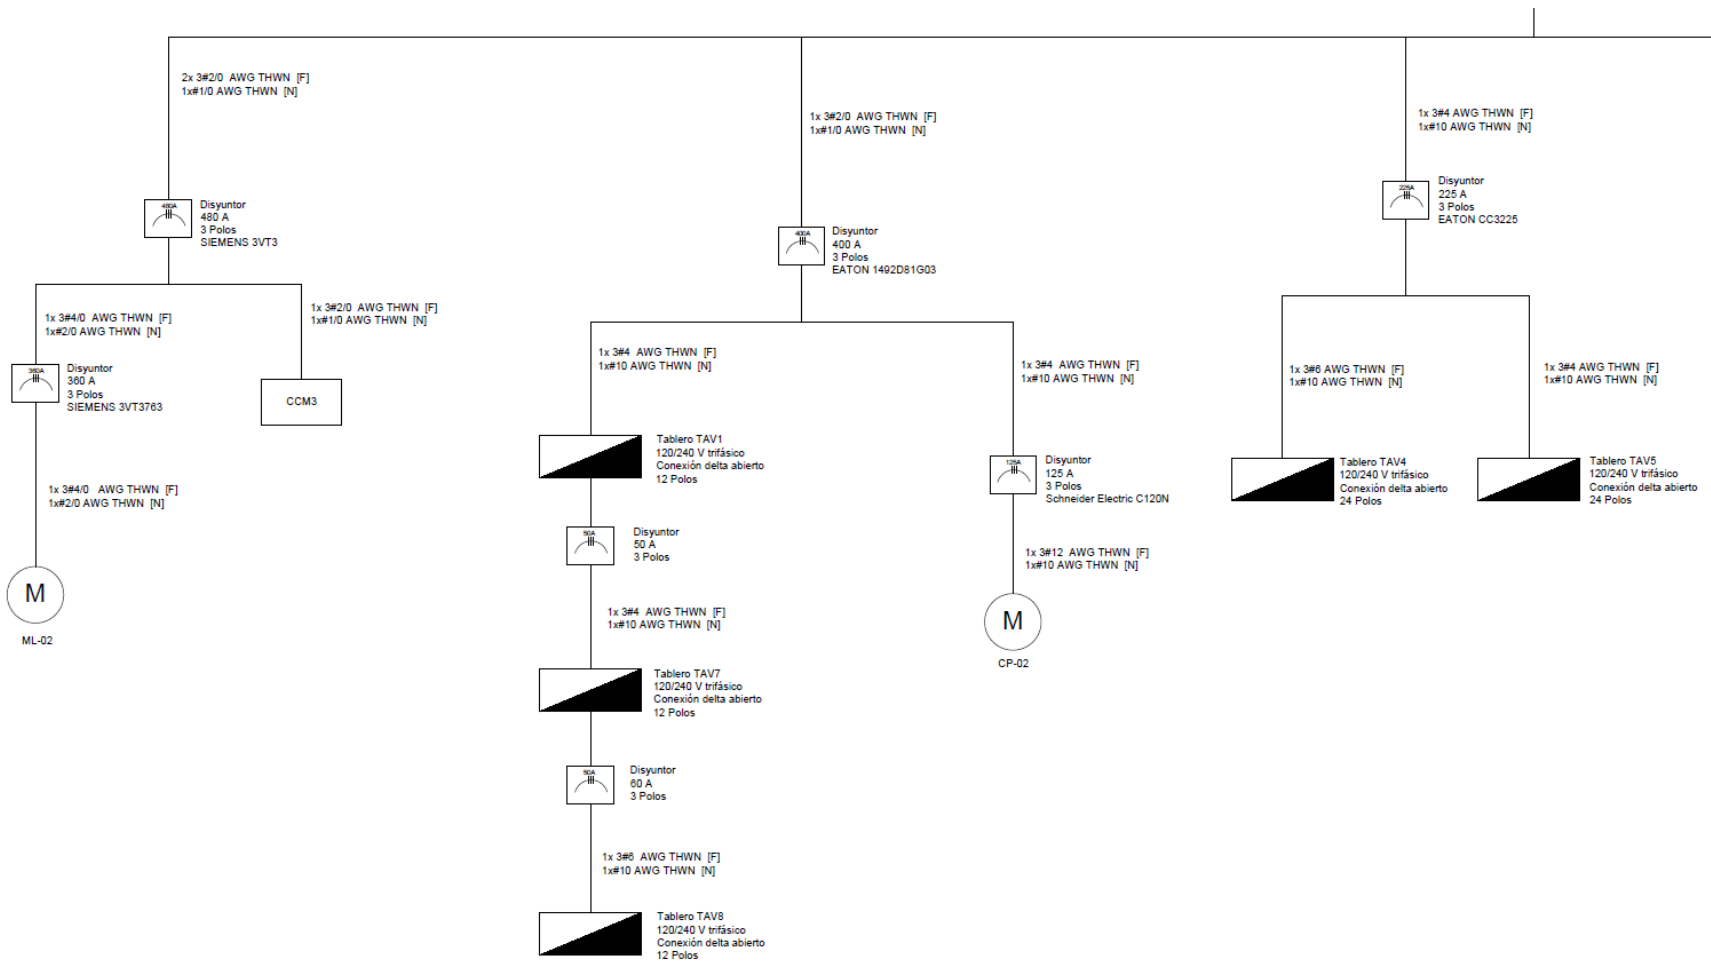 2x 3#2/0 AWG THWN [F]
1x#1/0 AWG THWN [N]
480A
Disyuntor
480 A
3 Polos
SIEMENS 3VT3
1x 3#4/0 AWG THWN [F]
1x#2/0 AWG THWN [N]
1x 3#2/0 AWG THWN [F]
1x#1/0 AWG THWN [N]
360A
Disyuntor
360 A
3 Polos
SIEMENS 3VT3763
CCM3
1x 3#4/0 AWG THWN [F]
1x#2/0 AWG THWN [N]
M
ML-02
1x 3#2/0 AWG THWN [F]
1x#1/0 AWG THWN [N]
400A
Disyuntor
400 A
3 Polos
EATON 1492D81G03
1x 3#4 AWG THWN [F]
1x#10 AWG THWN [N]
Tablero TAV1
120/240 V trifásico
Conexión delta abierto
12 Polos
50A
Disyuntor
50 A
3 Polos
1x 3#4 AWG THWN [F]
1x#10 AWG THWN [N]
Tablero TAV7
120/240 V trifásico
Conexión delta abierto
12 Polos
50A
Disyuntor
60 A
3 Polos
1x 3#6 AWG THWN [F]
1x#10 AWG THWN [N]
Tablero TAV8
120/240 V trifásico
Conexión delta abierto
12 Polos
1x 3#4 AWG THWN [F]
1x#10 AWG THWN [N]
125A
Disyuntor
125 A
3 Polos
Schneider Electric C120N
1x 3#12 AWG THWN [F]
1x#10 AWG THWN [N]
M
CP-02
1x 3#4 AWG THWN [F]
1x#10 AWG THWN [N]
225A
Disyuntor
225 A
3 Polos
EATON CC3225
1x 3#6 AWG THWN [F]
1x#10 AWG THWN [N]
Tablero TAV4
120/240 V trifásico
Conexión delta abierto
24 Polos
1x 3#4 AWG THWN [F]
1x#10 AWG THWN [N]
Tablero TAV5
120/240 V trifásico
Conexión delta abierto
24 Polos